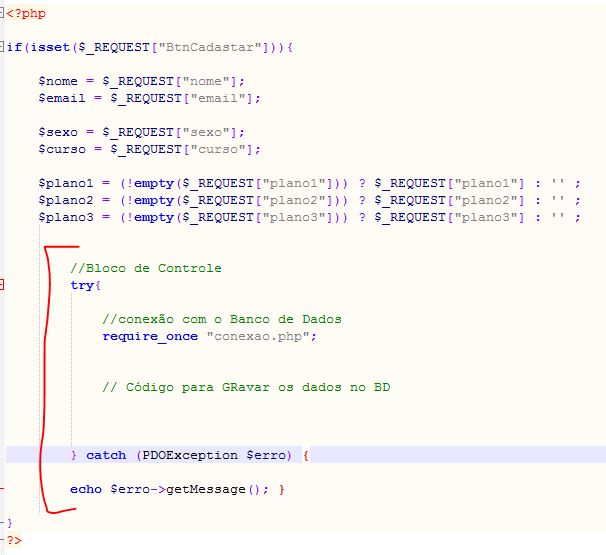 <?php
if(isset($_REQUEST["BtnCadastar"])){
$nome = $_REQUEST["nome"];
$email = $_REQUEST["email"];
$sexo = $_REQUEST["sexo"];
$curso = $_REQUEST["curso"];
$plano1 = (!empty($_REQUEST["plano1"])) ? $_REQUEST["plano1"] : '' ;
$plano2 = (!empty($_REQUEST["plano2"])) ? $_REQUEST["plano2"] : '' ;
$plano3 = (!empty($_REQUEST["plano3"])) ? $_REQUEST["plano3"] : '' ;
//Bloco de Controle
try{
//conexão com o Banco de Dados
require_once "conexao.php";
// Código para GRavar os dados no BD
} catch (PDOException $erro) {
echo $erro->getMessage(); }
}
?>